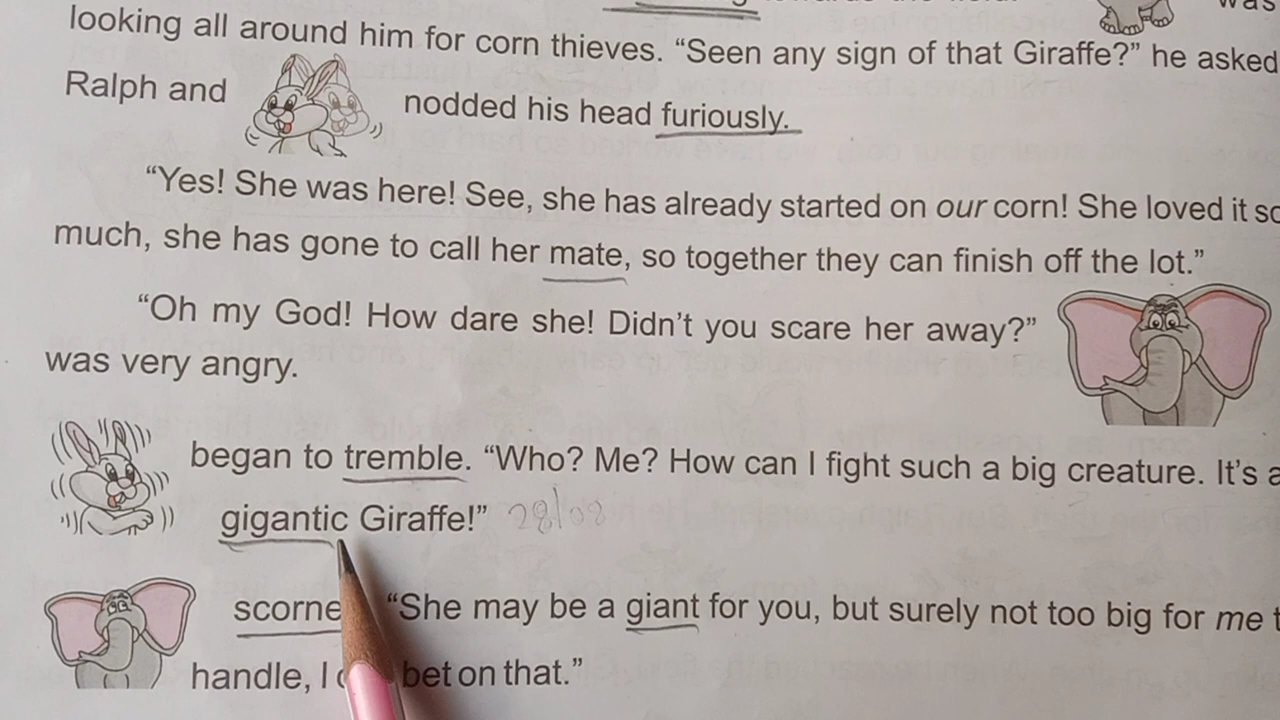 looking all around him for corn thieves. “Seen any sign of that Giraffe?” he asked
Ralph and nodded his head furiously.
“Yes! She was here! See, she has already started on our corn! She loved it so
much, she has gone to call her mate, so together they can finish off the lot.”
“Oh my God! How dare she! Didn’t you scare her away?”
was very angry.
began to tremble. “Who? Me? How can I fight such a big creature. It’s a
gigantic Giraffe!” 28/08
scorne “She may be a giant for you, but surely not too big for me t
handle, I bet on that.”